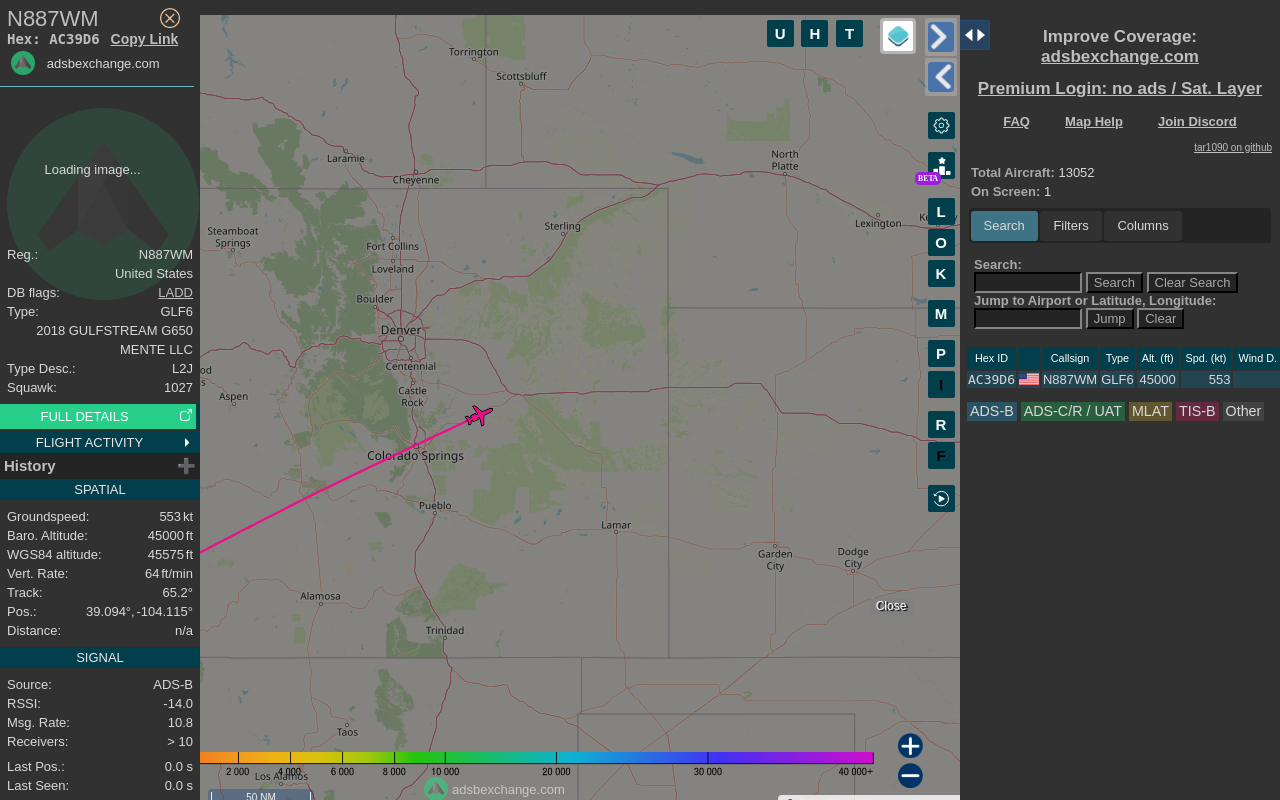 N887WM
Hex: AC39D6 Copy Link
adsbexchange.com
Loading image...
Reg.: N887WM
United States
DB flags: LADD
Type: GLF6
2018 GULFSTREAM G650
MENTE LLC
Type Desc.: L2J
Squawk: 1027
FULL DETAILS
FLIGHT ACTIVITY
History
SPATIAL
Groundspeed: 553 kt
Baro. Altitude: 45000 ft
WGS84 altitude: 45575 ft
Vert. Rate: 64 ft/min
Track: 65.2°
Pos.: 39.094°, -104.115°
Distance: n/a
SIGNAL
Source: ADS-B
RSSI: -14.0
Msg. Rate: 10.8
Receivers: > 10
Last Pos.: 0.0 s
Last Seen: 0.0 s
U H T
Torrington
Scottsbluff
Laramie
Cheyenne
North
Platte
BETA
Lexington
Steamboat
Springs
Sterling
Fort Collins
Loveland
Boulder
Denver
Centennial
Castle
Rock
Aspen
Colorado Springs
Pueblo
Lamar
Garden
City
Dodge
City
Alamosa
Trinidad
Close
Taos
Los Alamos
L
O
K
M
P
I
R
F
2 000 4 000 6 000 8 000 10 000 20 000 30 000 40 000+
adsbexchange.com
50 NM
Improve Coverage:
adsbexchange.com
Premium Login: no ads / Sat. Layer
FAQ Map Help Join Discord
tar1090 on github
Total Aircraft: 13052
On Screen: 1
Search Filters Columns
Search:
Search Clear Search
Jump to Airport or Latitude, Longitude:
Jump Clear
Hex ID Callsign Type Alt. (ft) Spd. (kt) Wind D.
AC39D6 N887WM GLF6 45000 553
ADS-B ADS-C/R / UAT MLAT TIS-B Other